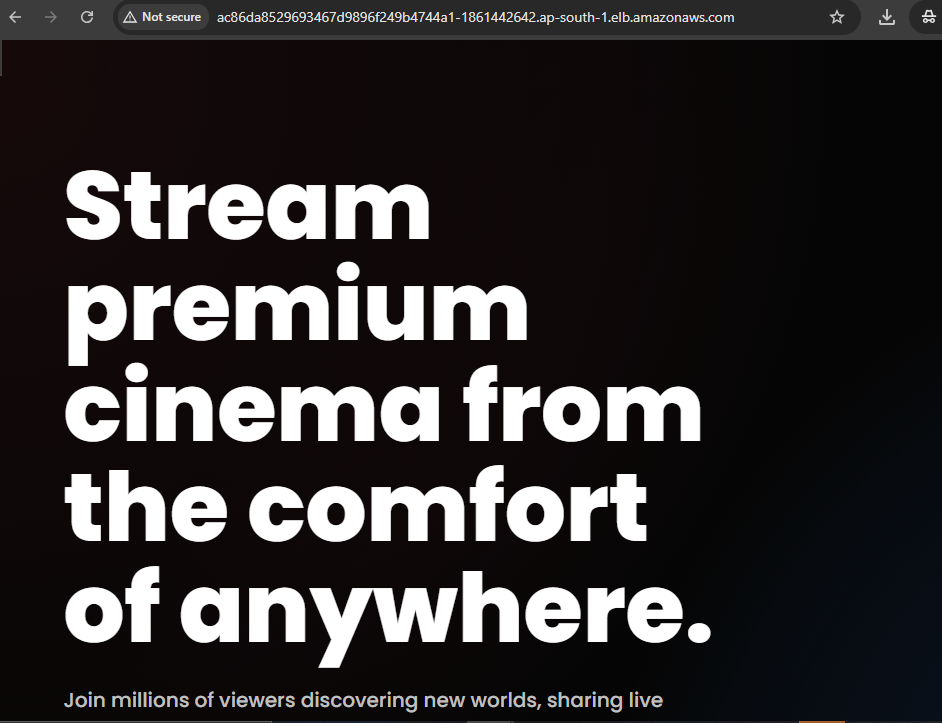 Not secure
ac86da8529693467d9896f249b4744a1-1861442642.ap-south-1.elb.amazonaws.com
Stream
premium
cinema from
the comfort
of anywhere.
Join millions of viewers discovering new worlds, sharing live